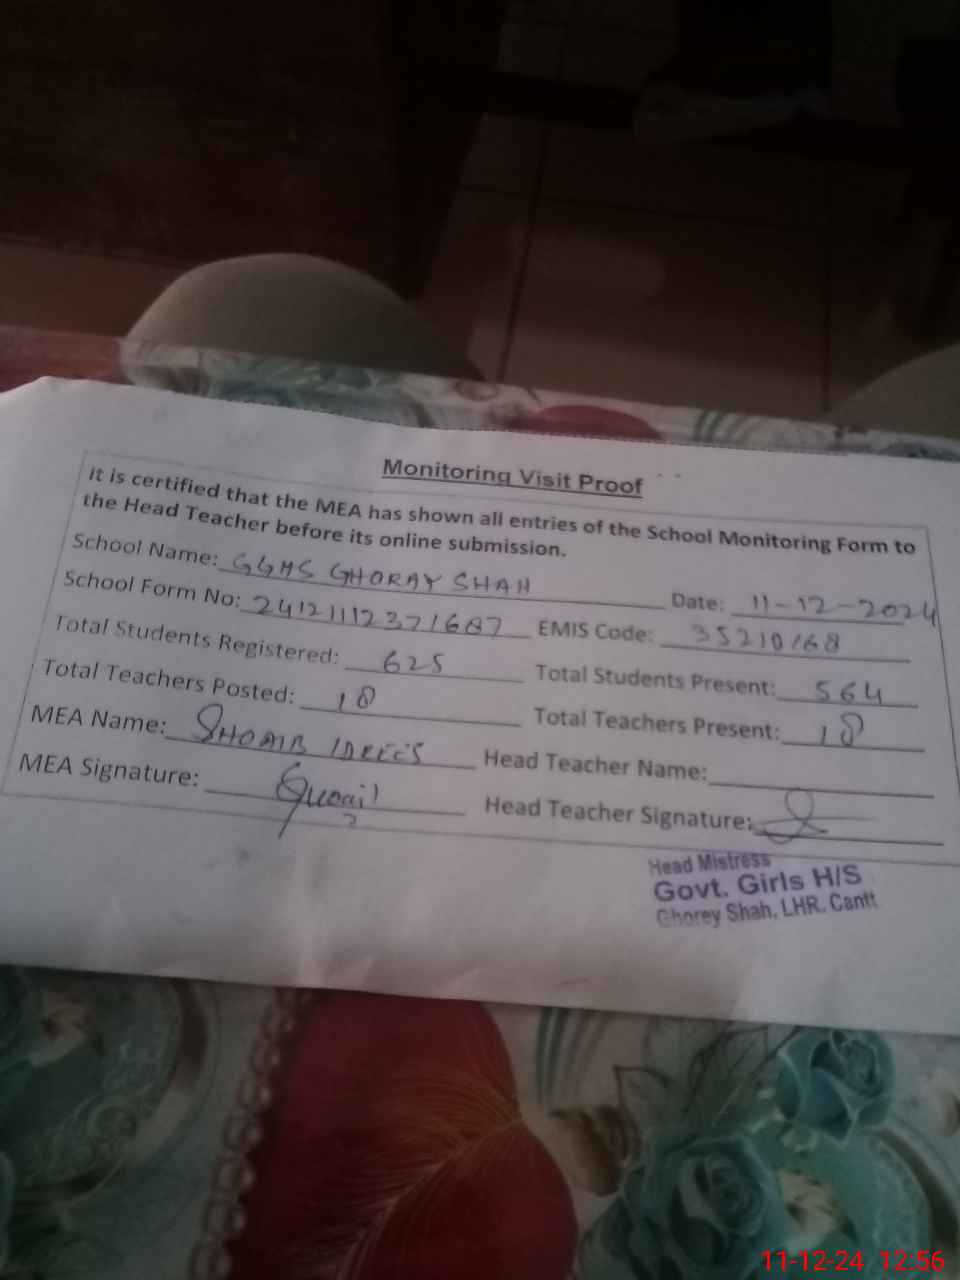 Monitoring Visit Proof
it is certified that the MEA has shown all entries of the School Monitoring Form to
the Head Teacher before its online submission.
School Name: GGHS GHORAY SHAH Date: 11-12-2024
School Form No: 24121112371687 EMIS Code: 35210168
Total Students Registered: 625 Total Students Present: 564
Total Teachers Posted: 18 Total Teachers Present: 18
MEA Name: SHOAIB IDREES Head Teacher Name:
MEA Signature: Head Teacher Signature:
Head Mistress
Govt. Girls H/S
Ghorey Shah, LHR, Cantt
11-12-24 12:56